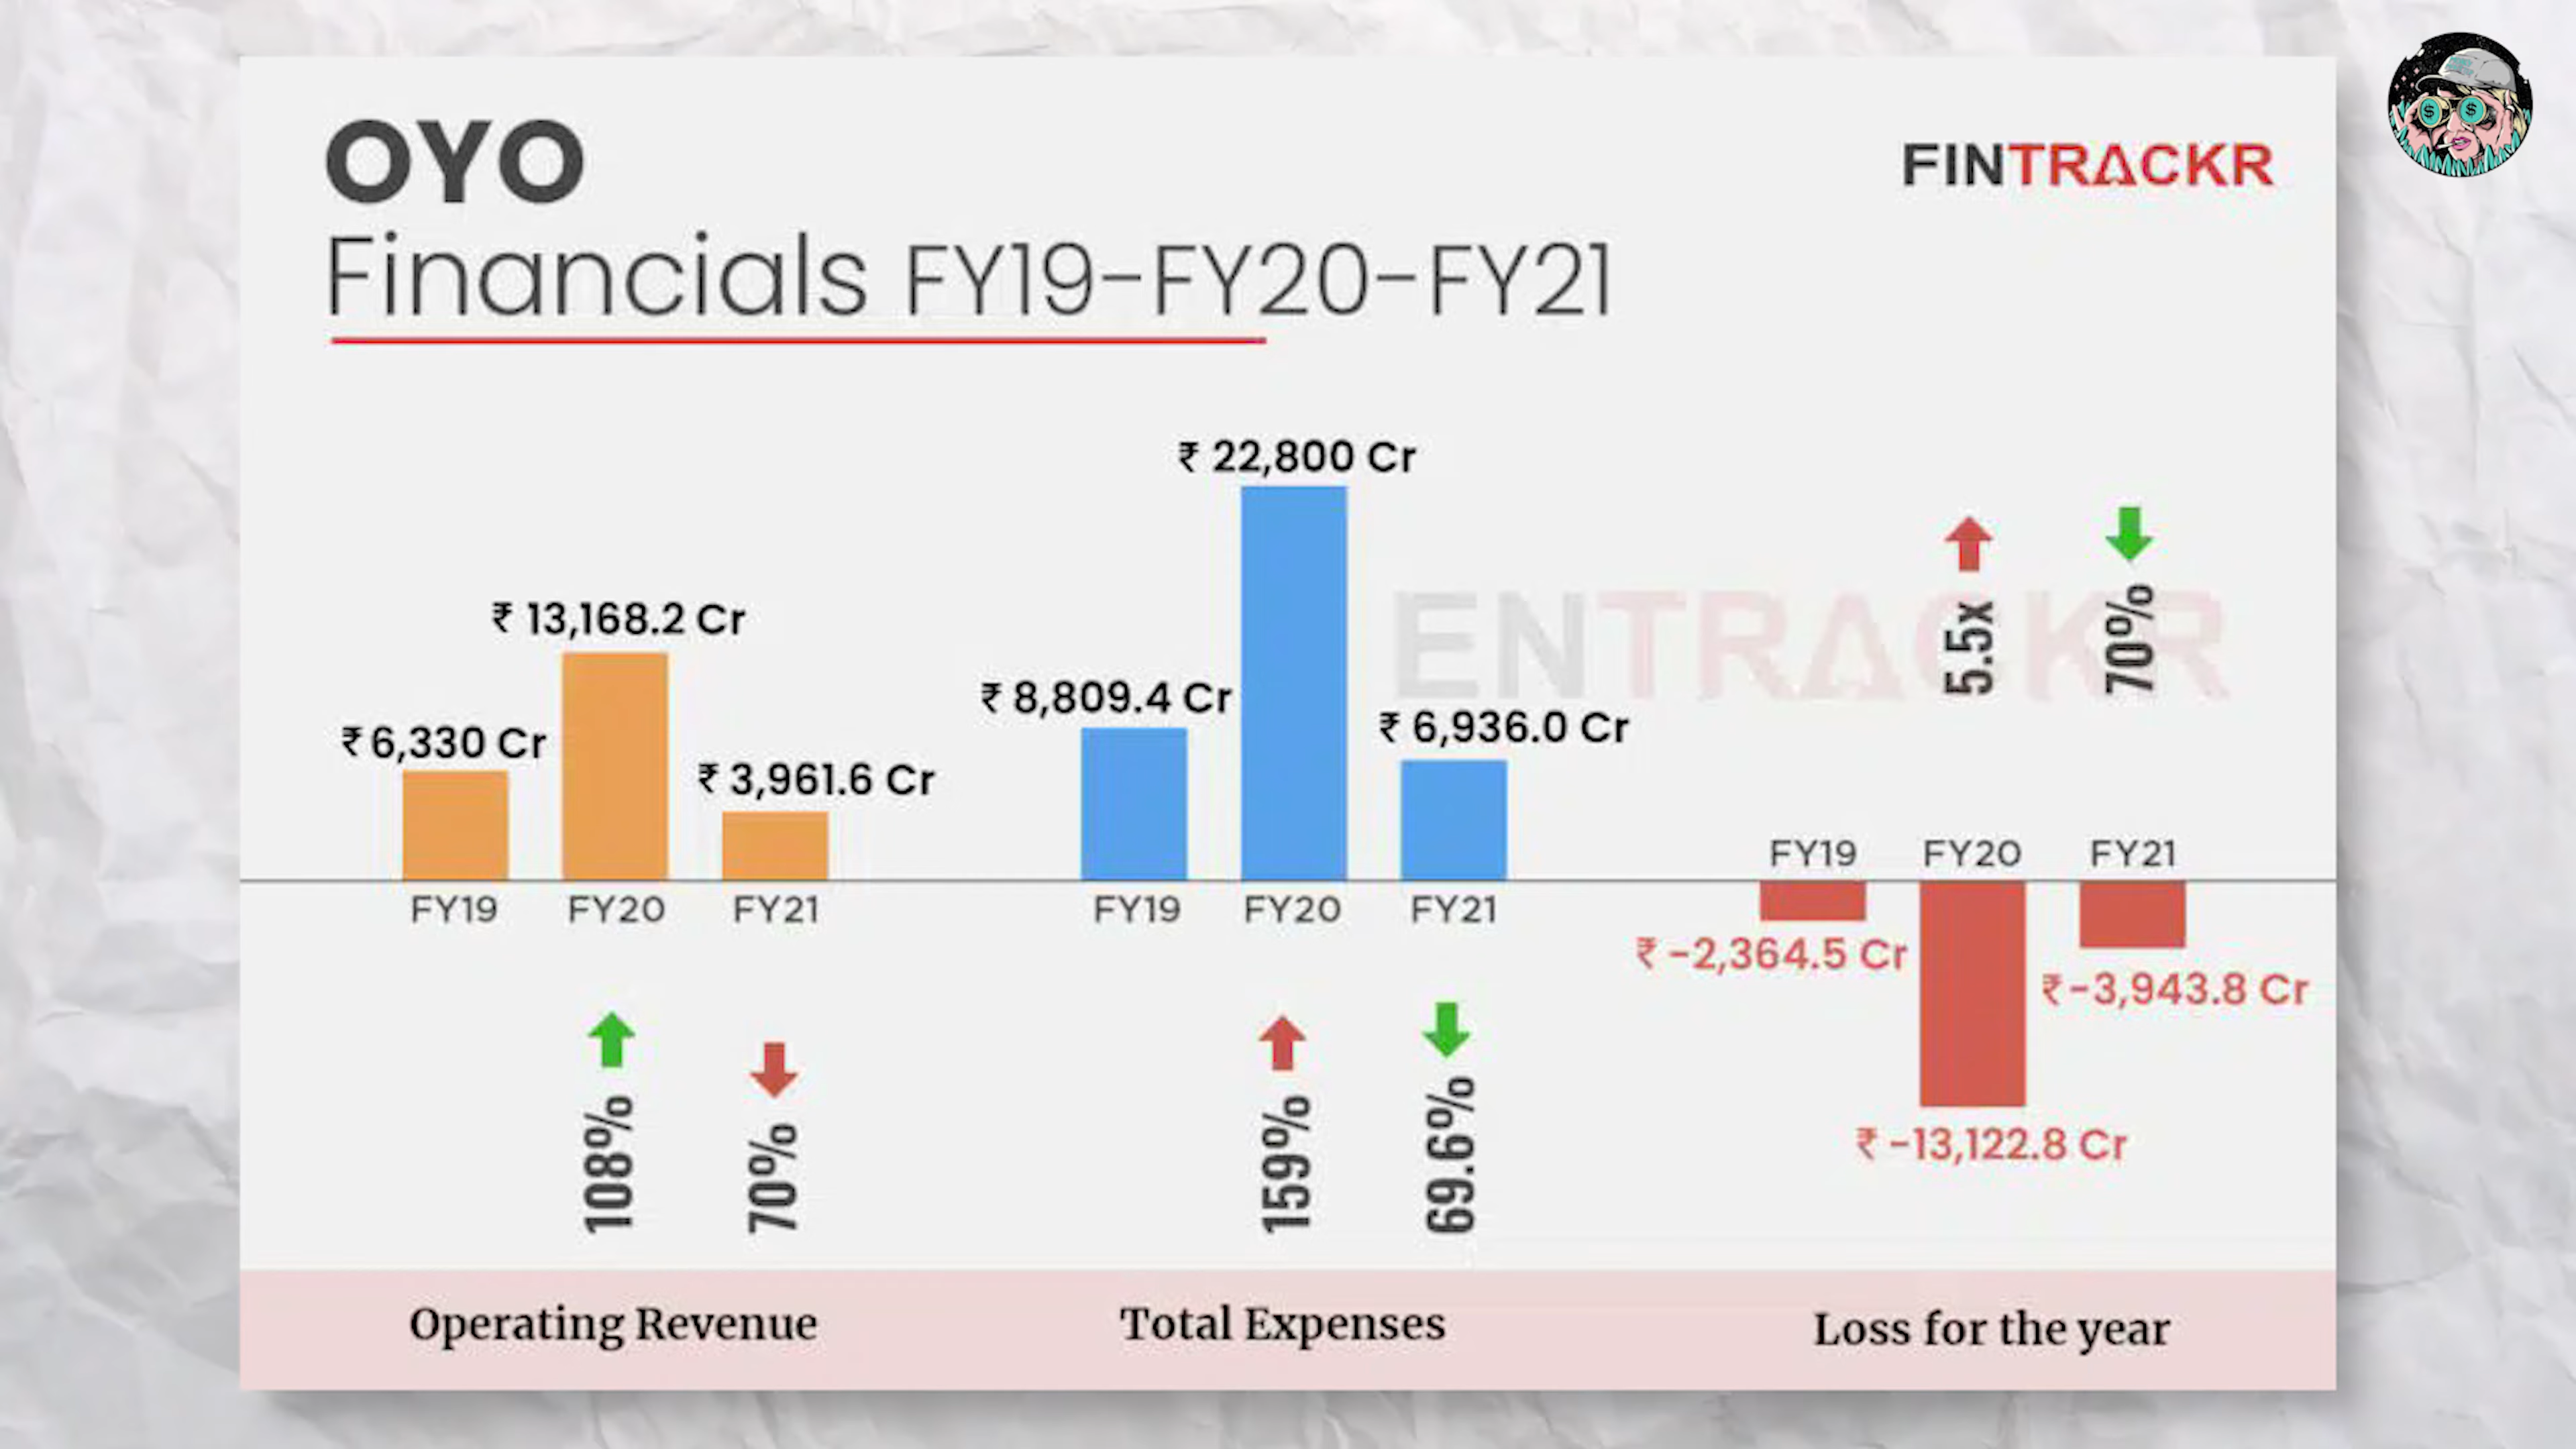 OYO
FINTRACKR
Financials FY19-FY20-FY21
₹ 6,330 Cr
₹ 13,168.2 Cr
₹ 3,961.6 Cr
FY19 FY20 FY21
108%
70%
Operating Revenue
₹ 8,809.4 Cr
₹ 22,800 Cr
₹ 6,936.0 Cr
FY19 FY20 FY21
159%
69.6%
Total Expenses
ENTRACKR
5.5x
70%
FY19 FY20 FY21
₹ -2,364.5 Cr
₹ -13,122.8 Cr
₹ -3,943.8 Cr
Loss for the year